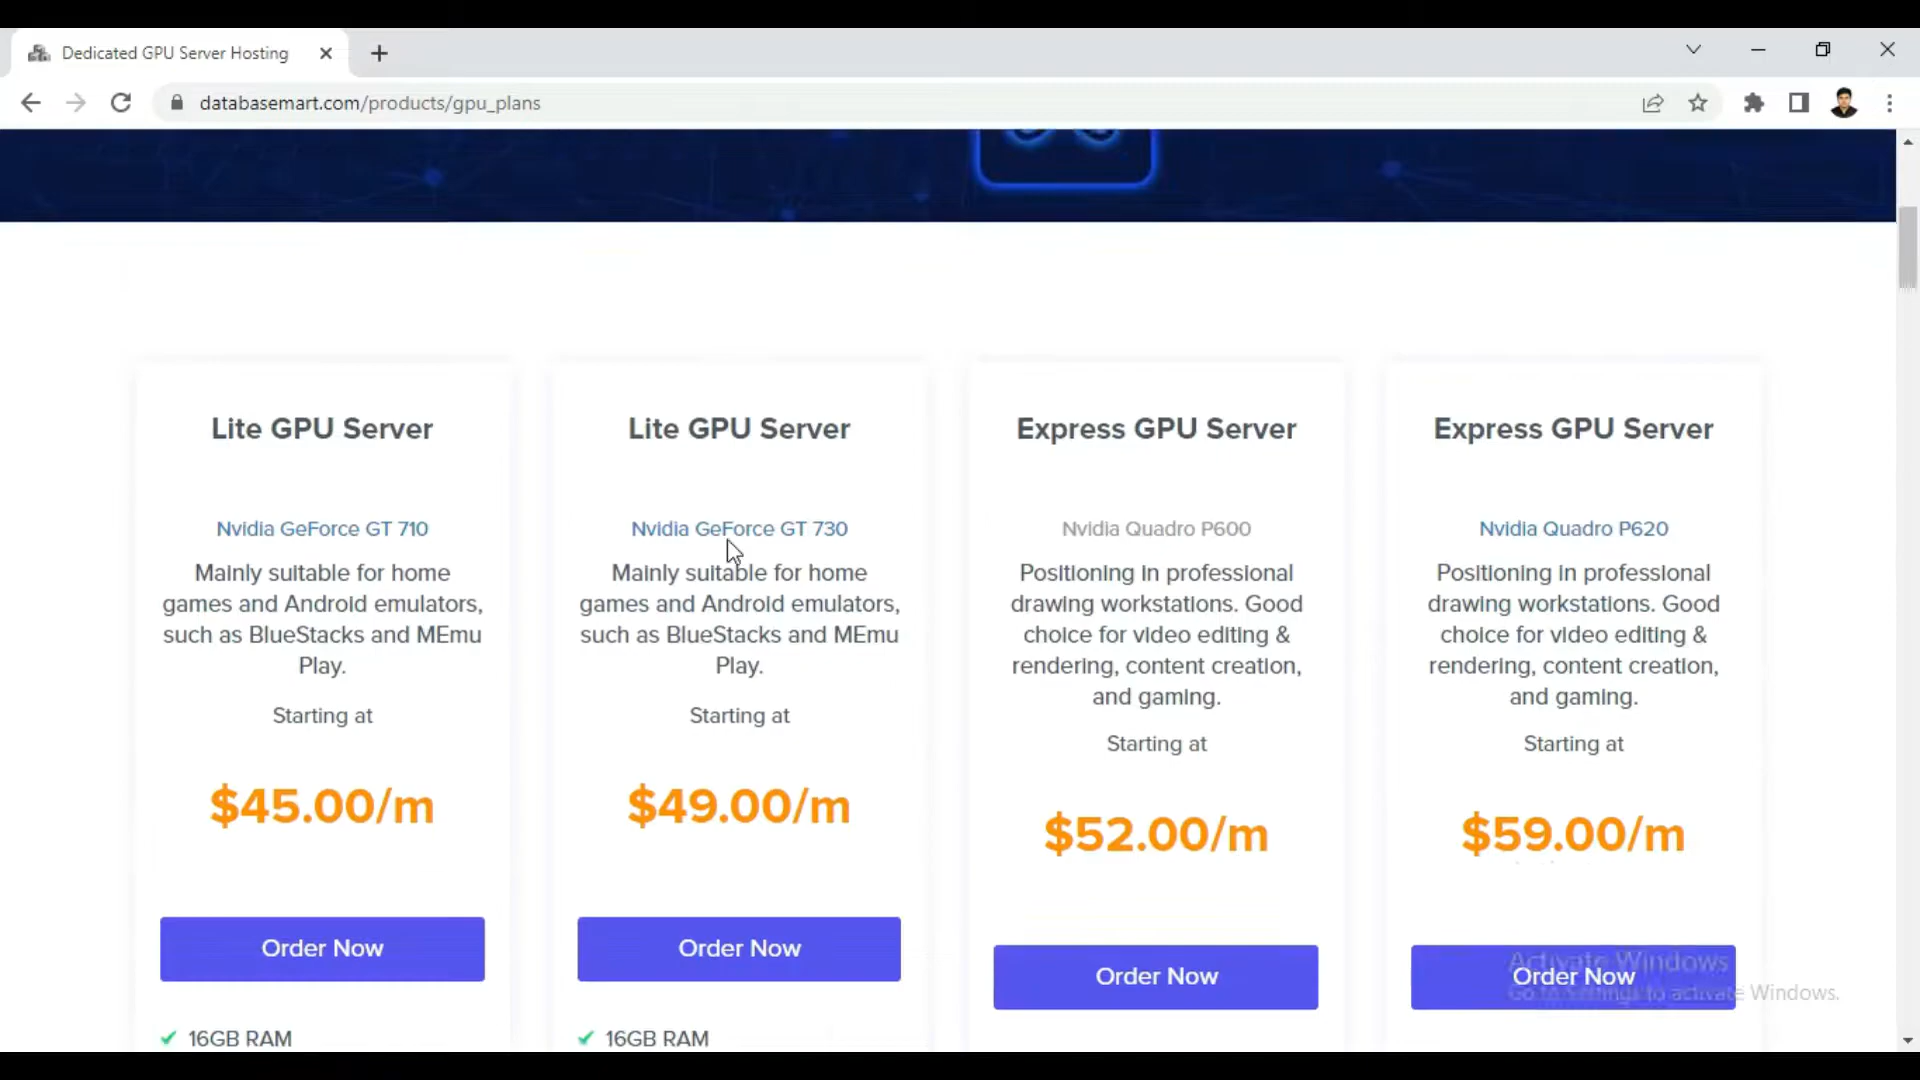 Dedicated GPU Server Hosting
databasemart.com/products/gpu_plans
Lite GPU Server
Nvidia GeForce GT 710
Mainly suitable for home
games and Android emulators,
such as BlueStacks and MEmu
Play.
Starting at
$45.00/m
Order Now
16GB RAM
Lite GPU Server
Nvidia GeForce GT 730
Mainly suitable for home
games and Android emulators,
such as BlueStacks and MEmu
Play.
Starting at
$49.00/m
Order Now
16GB RAM
Express GPU Server
Nvidia Quadro P600
Positioning in professional
drawing workstations. Good
choice for video editing &
rendering, content creation,
and gaming.
Starting at
$52.00/m
Order Now
Express GPU Server
Nvidia Quadro P620
Positioning in professional
drawing workstations. Good
choice for video editing &
rendering, content creation,
and gaming.
Starting at
$59.00/m
Order Now
Activate Windows
Go to Settings to activate Windows.